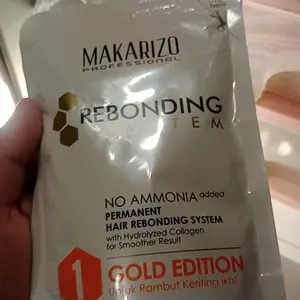 MAKARIZO
PROFESSIONAL
REBONDING
SYSTEM
NO AMMONIA added
PERMANENT
HAIR REBONDING SYSTEM
with Hydrolyzed Collagen
for Smoother Result
1
GOLD EDITION
Untuk Rambut Keriting Ikal